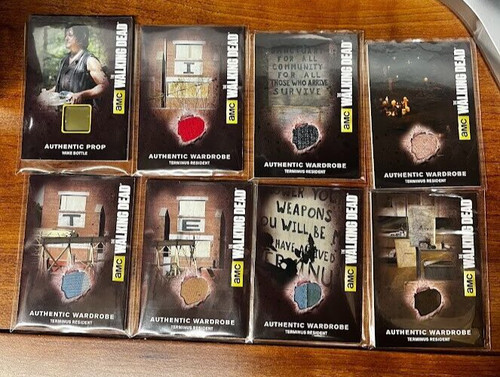 THE WALKING DEAD
amc
AUTHENTIC PROP
WAKE BOTTLE
I
THE WALKING DEAD
amc
AUTHENTIC WARDROBE
TERMINUS RESIDENT
SANCTUARY
FOR ALL
COMMUNITY
FOR ALL
THOSE WHO ARRIVE
SURVIVE
THE WALKING DEAD
amc
AUTHENTIC WARDROBE
TERMINUS RESIDENT
THE WALKING DEAD
amc
AUTHENTIC WARDROBE
TERMINUS RESIDENT
T
THE WALKING DEAD
amc
AUTHENTIC WARDROBE
TERMINUS RESIDENT
E
THE WALKING DEAD
amc
AUTHENTIC WARDROBE
TERMINUS RESIDENT
YOU
WEAPONS
OU WILL BE
HAVE
THE WALKING DEAD
amc
AUTHENTIC WARDROBE
TERMINUS RESIDENT
THE WALKING DEAD
amc
AUTHENTIC WARDROBE
TERMINUS RESIDENT